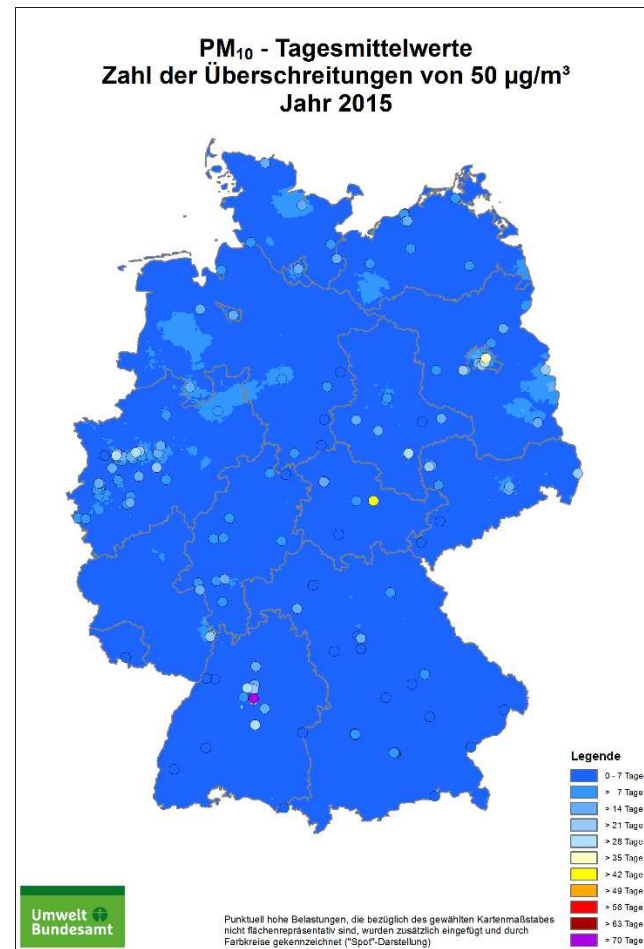 PM₁₀ - Tagesmittelwerte
Zahl der Überschreitungen von 50 µg/m³
Jahr 2015
Legende
0 - 7 Tage
> 7 Tage
> 14 Tage
> 21 Tage
> 28 Tage
> 35 Tage
> 42 Tage
> 49 Tage
> 56 Tage
> 63 Tage
> 70 Tage
Umwelt
Bundesamt
Punktuell hohe Belastungen, die bezüglich des gewählten Kartenmaßstabes
nicht flächenrepräsentativ sind, wurden zusätzlich eingefügt und durch
Farbkreise gekennzeichnet ("Spot"-Darstellung)